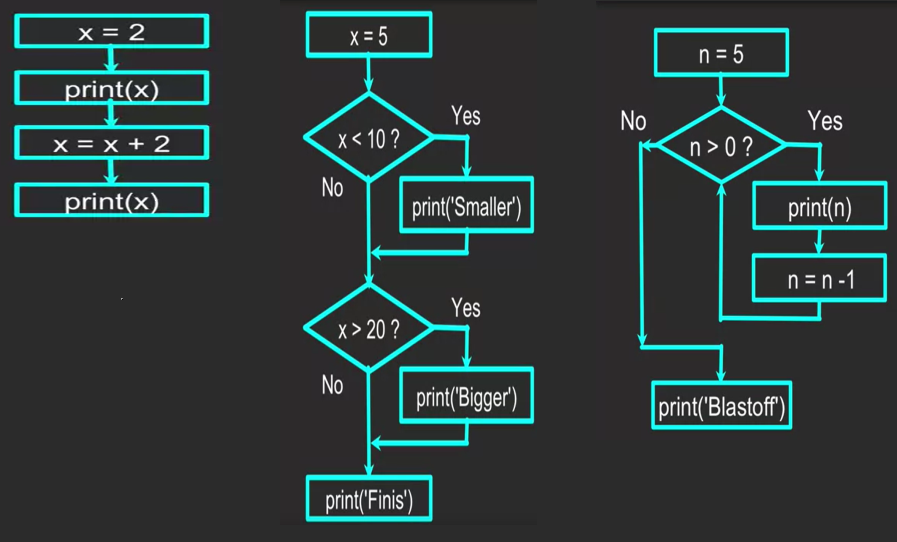 x = 2
print(x)
x = x + 2
print(x)
x = 5
x < 10 ?
Yes
No
print('Smaller')
x > 20 ?
Yes
No
print('Bigger')
print('Finis')
n = 5
No
n > 0 ?
Yes
print(n)
n = n -1
print('Blastoff')